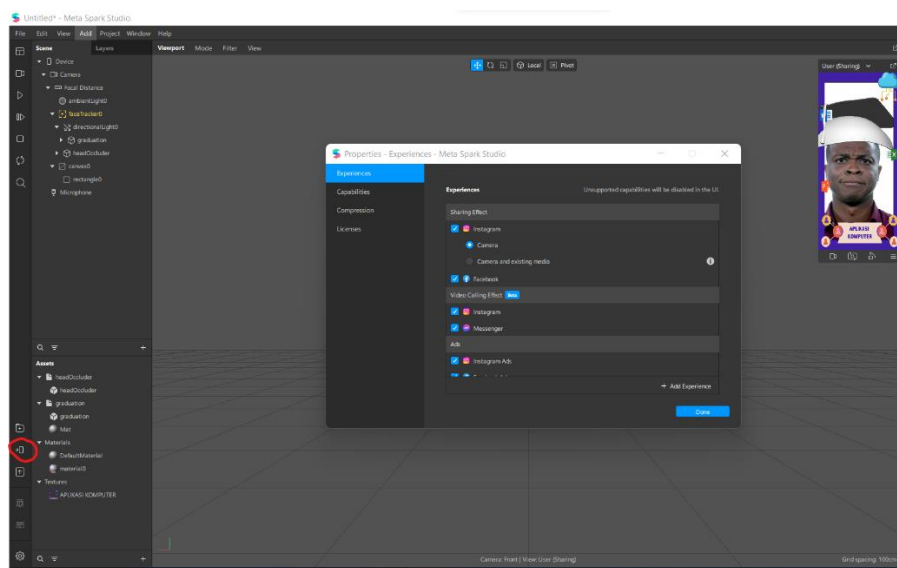 Untitled* - Meta Spark Studio
File Edit View Add Project Window Help
Scene Layers
Viewport Mode Filter View
Device
Camera
Focal Distance
ambientLight0
faceTracker0
directionalLight0
graduation
headOccluder
canvas0
rectangle0
Microphone
Local Pivot
User (Sharing)
APLIKASI
KOMPUTER
Properties - Experiences - Meta Spark Studio
Experiences
Capabilities
Compression
Licenses
Experiences Unsupported capabilities will be disabled in the UI.
Sharing Effect
Instagram
Camera
Camera and existing media
Facebook
Video Calling Effect Beta
Instagram
Messenger
Ads
Instagram Ads
+ Add Experience
Done
Assets
headOccluder
headOccluder
graduation
graduation
Mat
Materials
DefaultMaterial
material0
Textures
APLIKASI KOMPUTER
Camera: Front | View: User (Sharing)
Grid spacing: 100cm